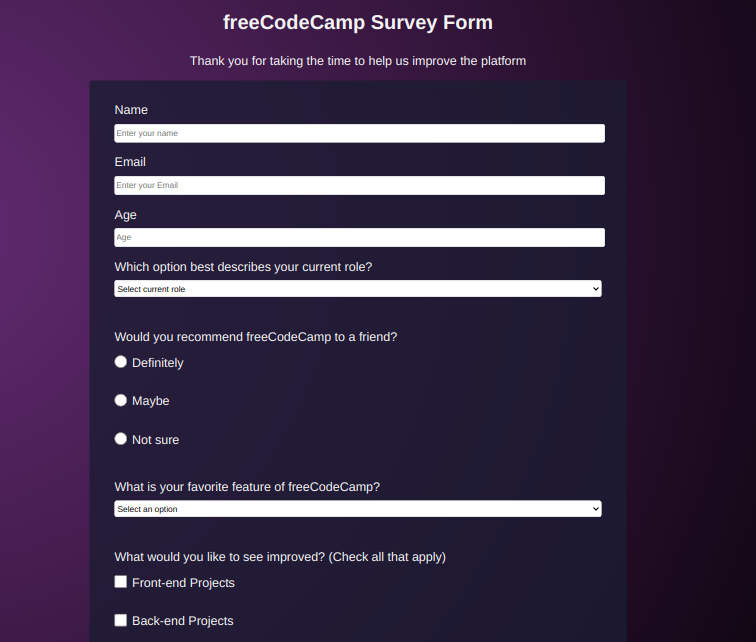 freeCodeCamp Survey Form
Thank you for taking the time to help us improve the platform
Name
Enter your name
Email
Enter your Email
Age
Age
Which option best describes your current role?
Select current role
Would you recommend freeCodeCamp to a friend?
Definitely
Maybe
Not sure
What is your favorite feature of freeCodeCamp?
Select an option
What would you like to see improved? (Check all that apply)
Front-end Projects
Back-end Projects